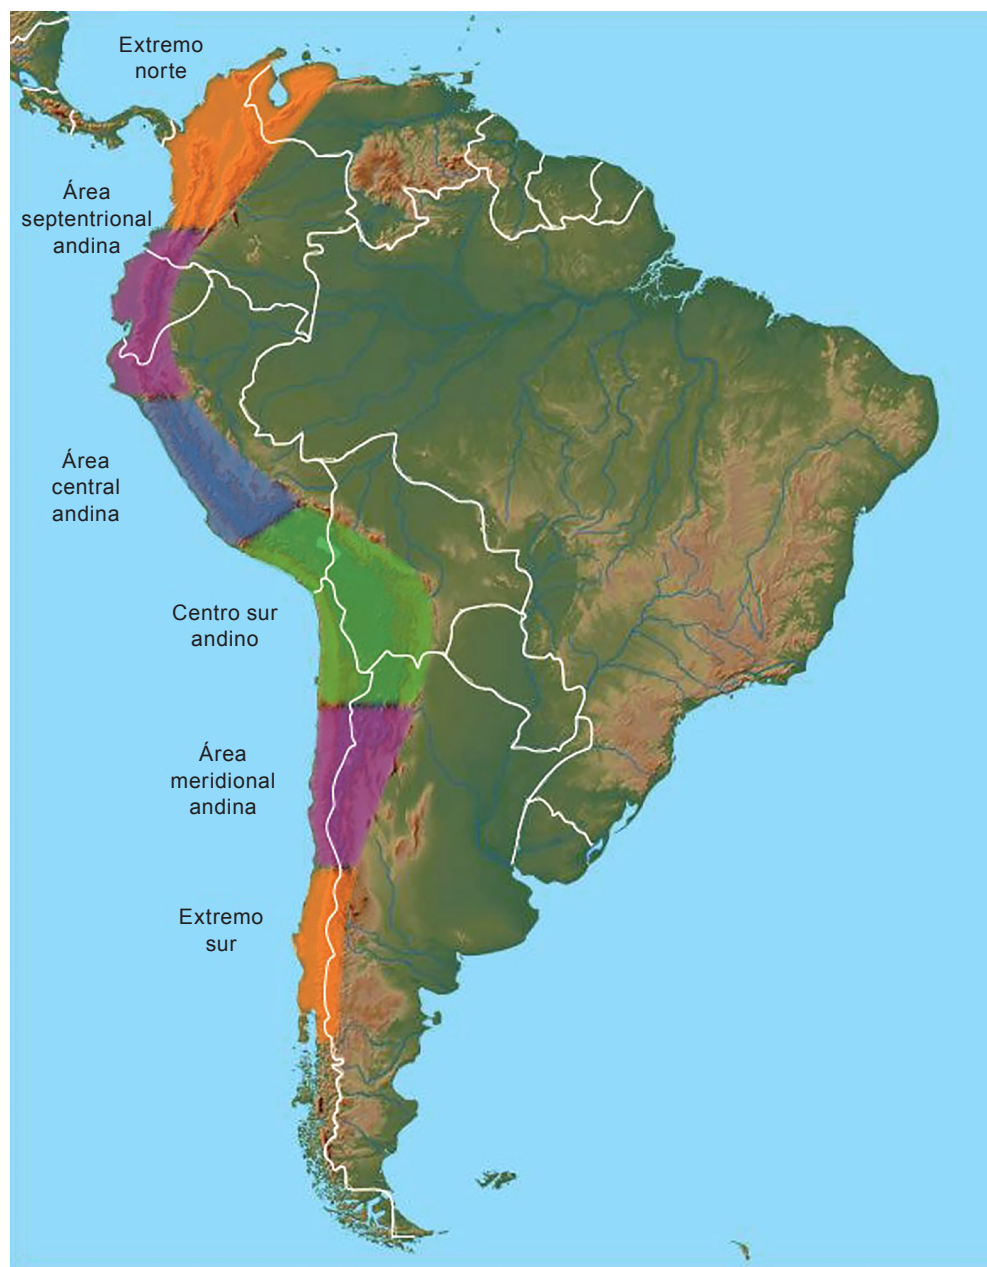 Extremo
norte
Área
septentrional
andina
Área
central
andina
Centro sur
andino
Área
meridional
andina
Extremo
sur